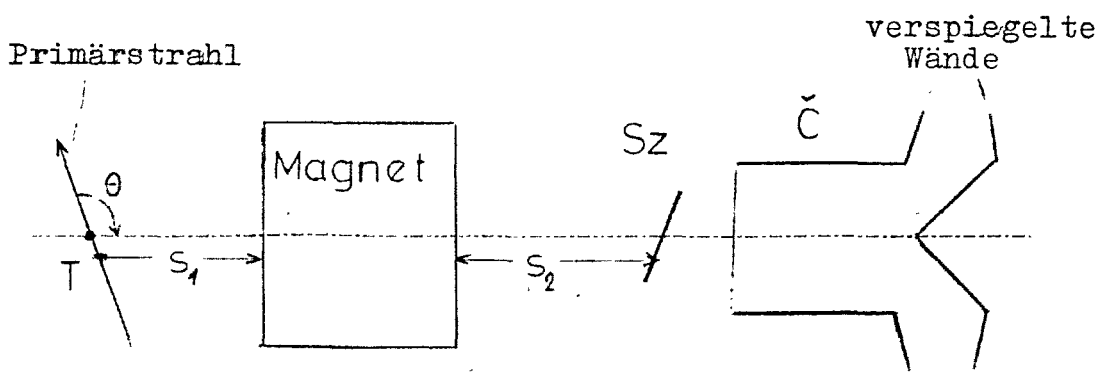 verspiegelte
Wände
Primärstrahl
Č
Sz
Magnet
θ
T
S₁
S₂